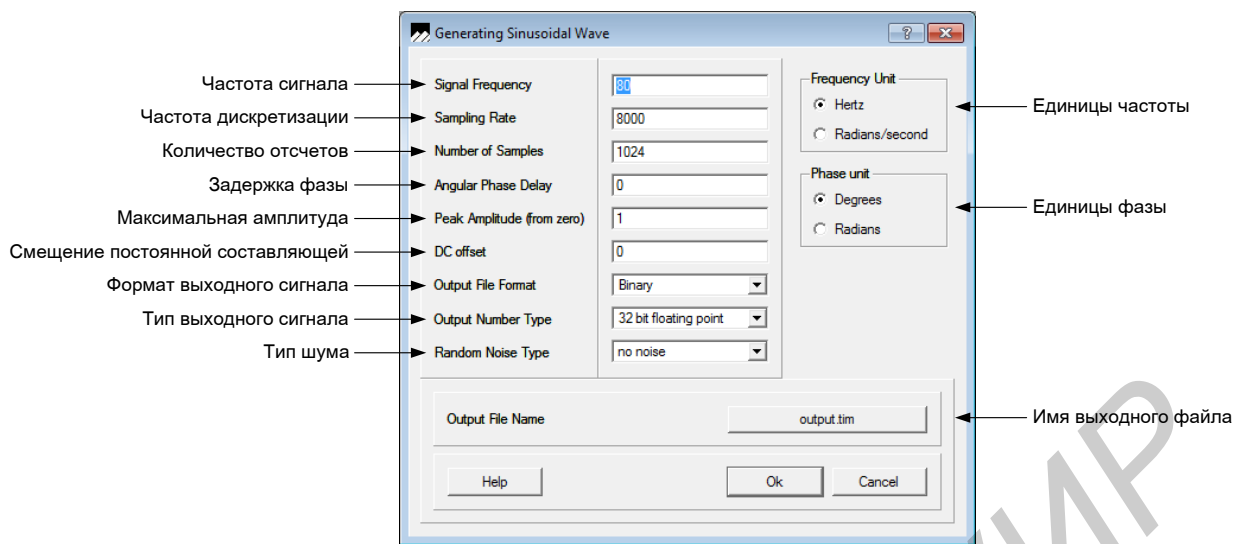 Generating Sinusoidal Wave
Частота сигнала
Signal Frequency
80
Частота дискретизации
Sampling Rate
8000
Количество отсчетов
Number of Samples
1024
Задержка фазы
Angular Phase Delay
0
Максимальная амплитуда
Peak Amplitude (from zero)
1
Смещение постоянной составляющей
DC offset
0
Формат выходного сигнала
Output File Format
Binary
Тип выходного сигнала
Output Number Type
32 bit floating point
Тип шума
Random Noise Type
no noise
Frequency Unit
Hertz
Radians/second
Единицы частоты
Phase unit
Degrees
Radians
Единицы фазы
Output File Name
output.tim
Имя выходного файла
Help
Ok
Cancel